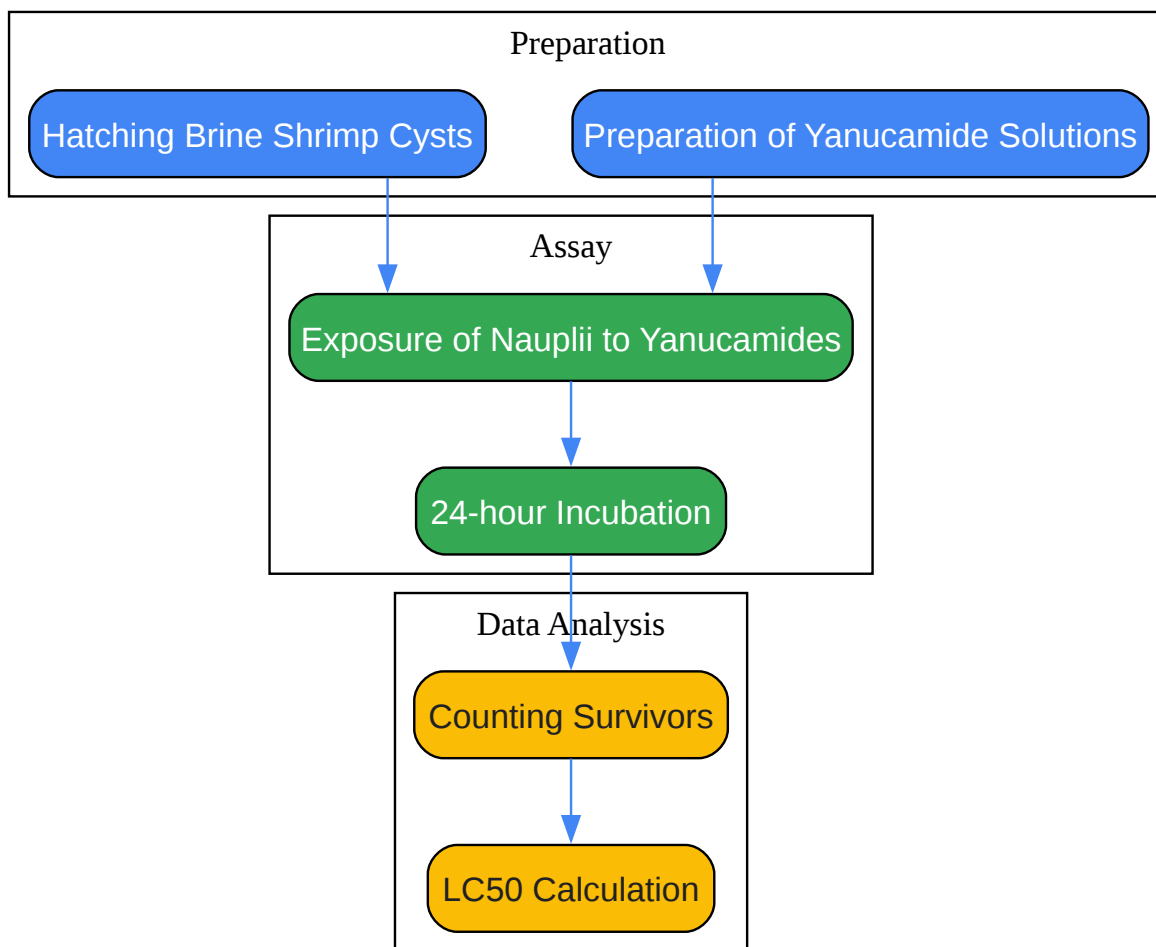 Preparation
Hatching Brine Shrimp Cysts
Preparation of Yanucamide Solutions
Assay
Exposure of Nauplii to Yanucamides
24-hour Incubation
Data Analysis
Counting Survivors
LC50 Calculation